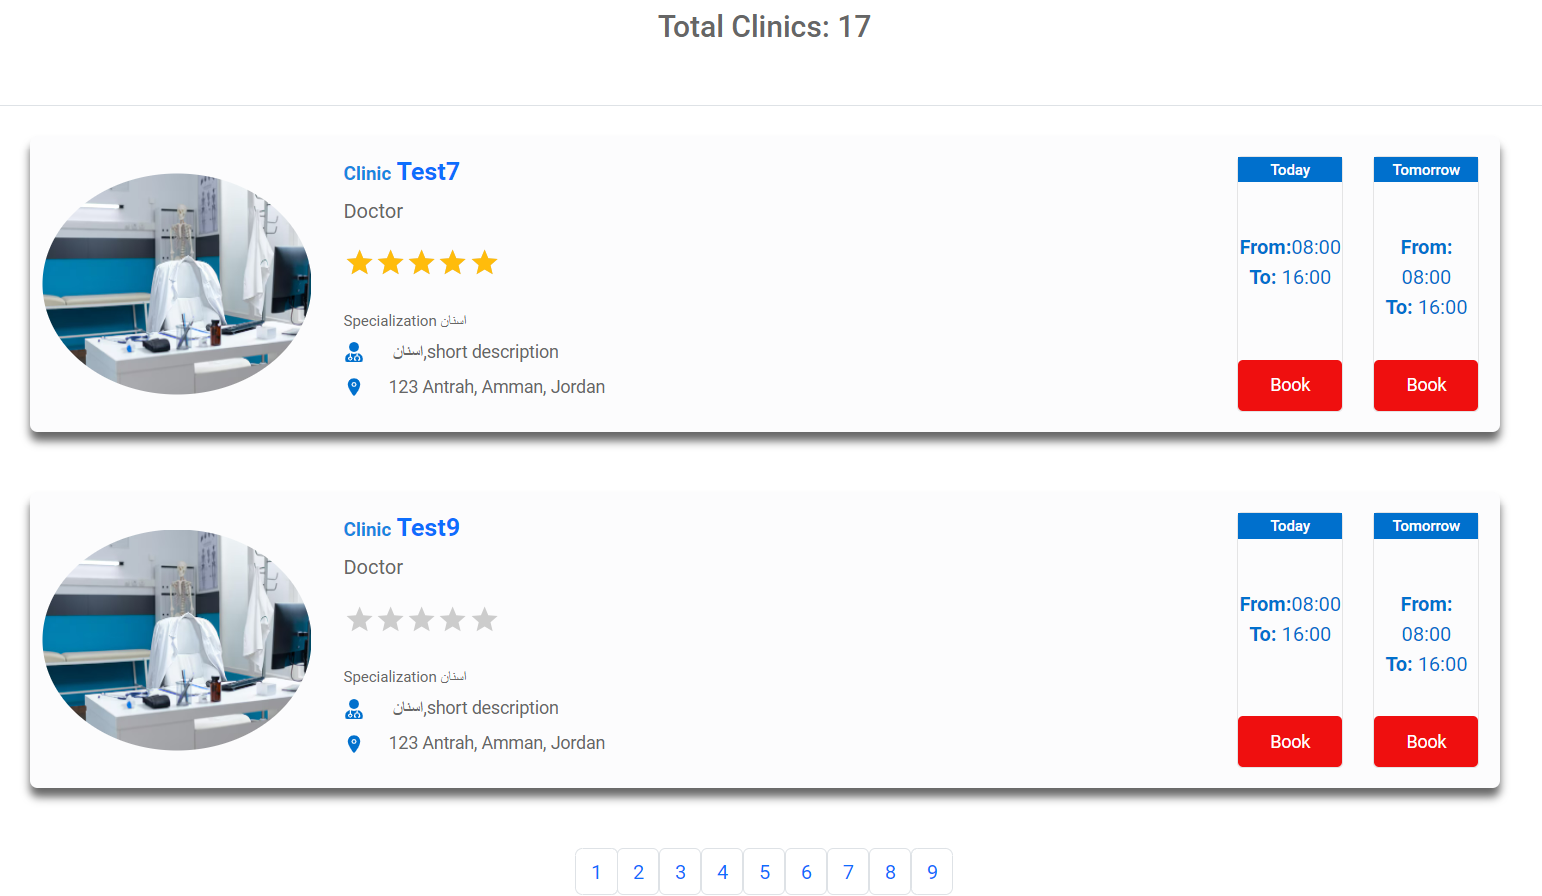 Total Clinics: 17
Clinic Test7
Doctor
Specialization اسنان
اسنان,short description
123 Antrah, Amman, Jordan
Today
From:08:00
To: 16:00
Book
Tomorrow
From:
08:00
To: 16:00
Book
Clinic Test9
Doctor
Specialization اسنان
اسنان,short description
123 Antrah, Amman, Jordan
Today
From:08:00
To: 16:00
Book
Tomorrow
From:
08:00
To: 16:00
Book
1 2 3 4 5 6 7 8 9